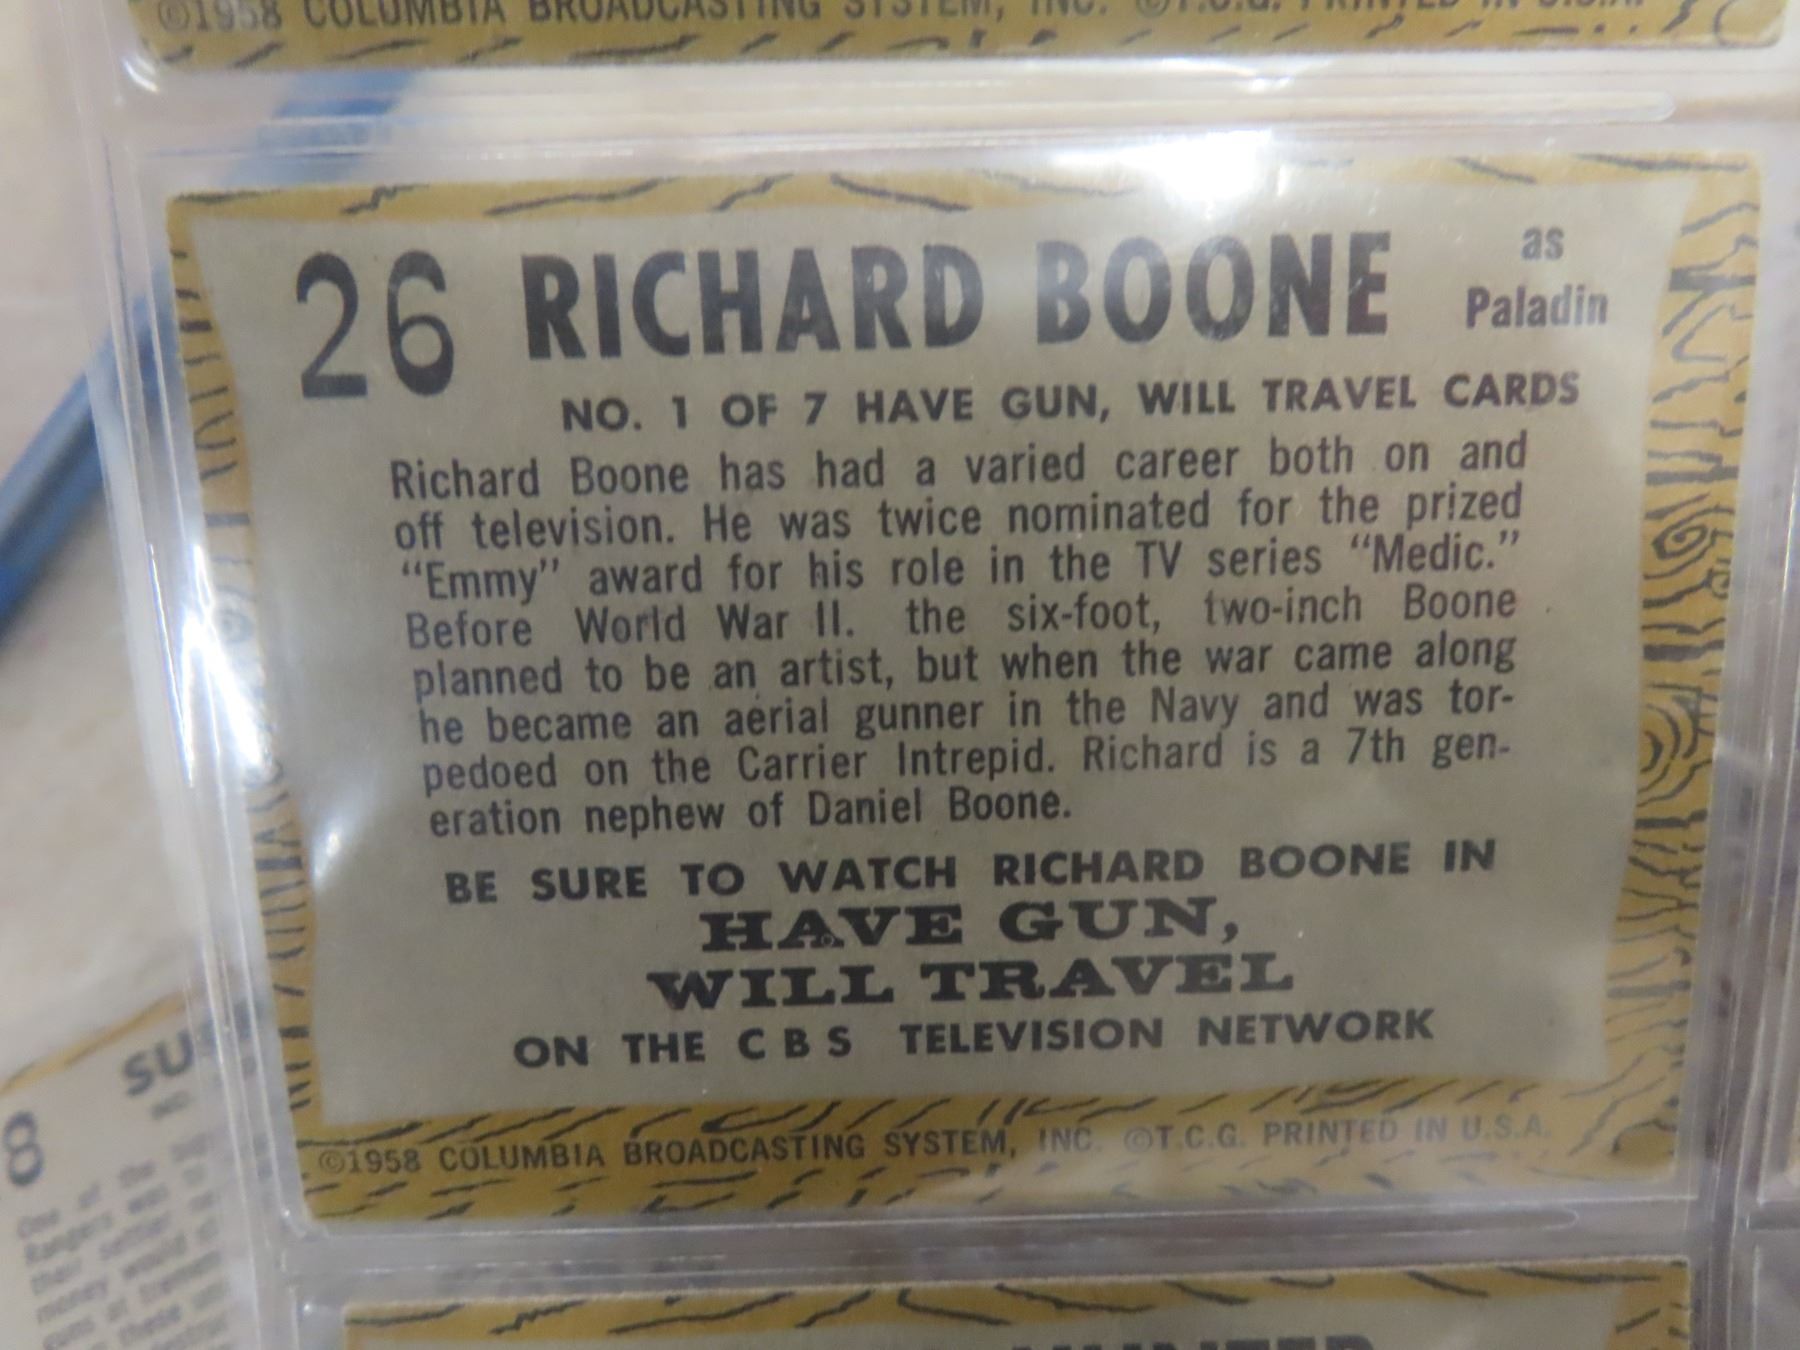 ©1958 COLUMBIA BROADCASTING SYSTEM, INC. ©T.C.G. PRINTED IN U.S.A.
26 RICHARD BOONE as Paladin
NO. 1 OF 7 HAVE GUN, WILL TRAVEL CARDS
Richard Boone has had a varied career both on and
off television. He was twice nominated for the prized
"Emmy" award for his role in the TV series "Medic."
Before World War II. the six-foot, two-inch Boone
planned to be an artist, but when the war came along
he became an aerial gunner in the Navy and was tor-
pedoed on the Carrier Intrepid. Richard is a 7th gen-
eration nephew of Daniel Boone.
BE SURE TO WATCH RICHARD BOONE IN
HAVE GUN,
WILL TRAVEL
ON THE CBS TELEVISION NETWORK
©1958 COLUMBIA BROADCASTING SYSTEM, INC. ©T.C.G. PRINTED IN U.S.A.
8
SU